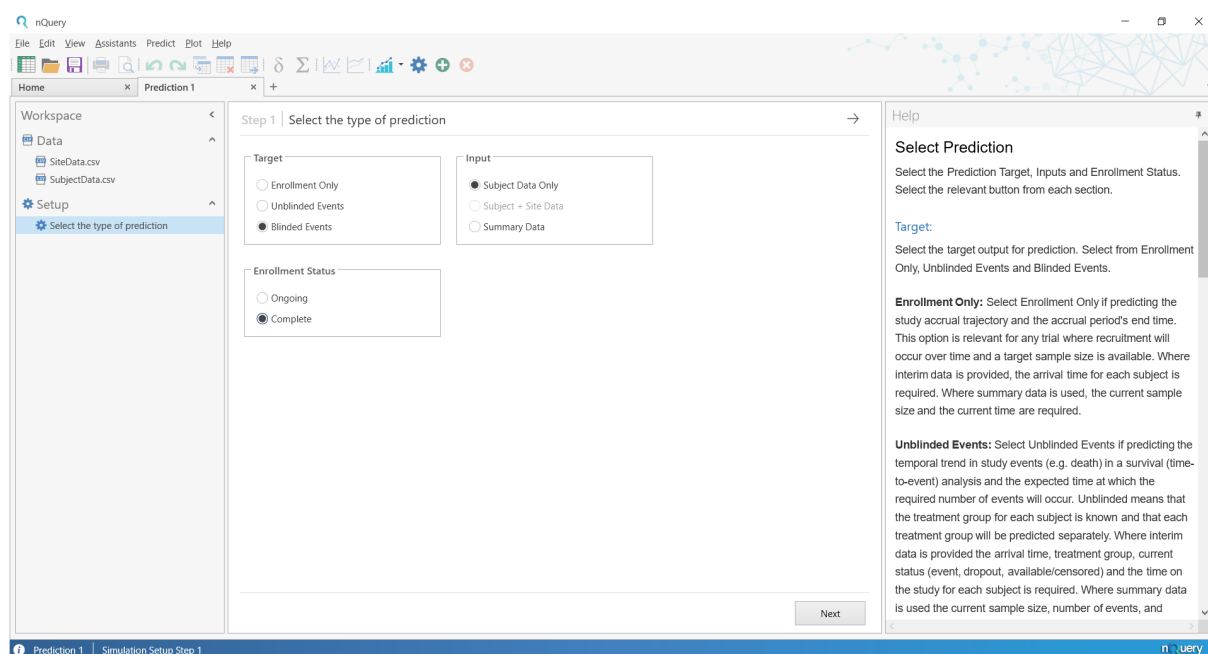 nQuery
File Edit View Assistants Predict Plot Help
Home × Prediction 1 × +
Workspace
Data
SiteData.csv
SubjectData.csv
Setup
Select the type of prediction
Step 1 | Select the type of prediction
Target
Enrollment Only
Unblinded Events
Blinded Events
Input
Subject Data Only
Subject + Site Data
Summary Data
Enrollment Status
Ongoing
Complete
Next
Help
Select Prediction
Select the Prediction Target, Inputs and Enrollment Status.
Select the relevant button from each section.
Target:
Select the target output for prediction. Select from Enrollment
Only, Unblinded Events and Blinded Events.
Enrollment Only: Select Enrollment Only if predicting the
study accrual trajectory and the accrual period's end time.
This option is relevant for any trial where recruitment will
occur over time and a target sample size is available. Where
interim data is provided, the arrival time for each subject is
required. Where summary data is used, the current sample
size and the current time are required.
Unblinded Events: Select Unblinded Events if predicting the
temporal trend in study events (e.g. death) in a survival (time-
to-event) analysis and the expected time at which the
required number of events will occur. Unblinded means that
the treatment group for each subject is known and that each
treatment group will be predicted separately. Where interim
data is provided the arrival time, treatment group, current
status (event, dropout, available/censored) and the time on
the study for each subject is required. Where summary data
is used the current sample size, number of events, and
Prediction 1 | Simulation Setup Step 1
nQuery